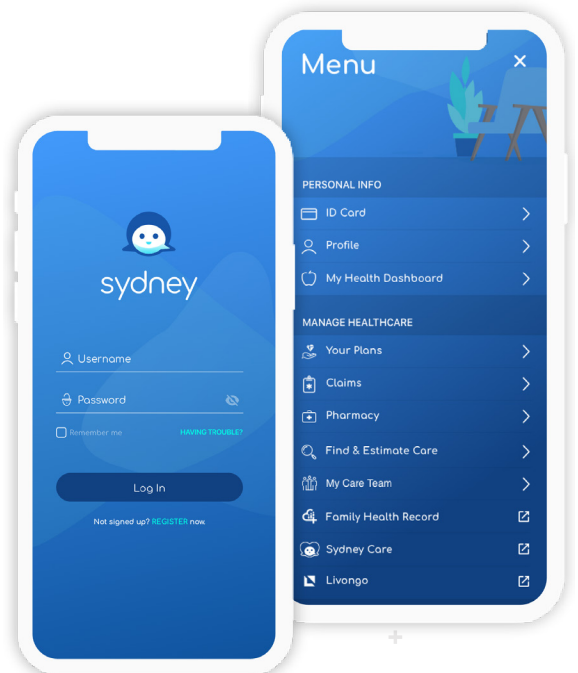 sydney
Username
Password
Remember me
HAVING TROUBLE?
Log In
Not signed up? REGISTER now.
Menu
PERSONAL INFO
ID Card
Profile
My Health Dashboard
MANAGE HEALTHCARE
Your Plans
Claims
Pharmacy
Find & Estimate Care
My Care Team
Family Health Record
Sydney Care
Livongo